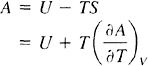 A = U − TS
= U + T(∂A/∂T)_V